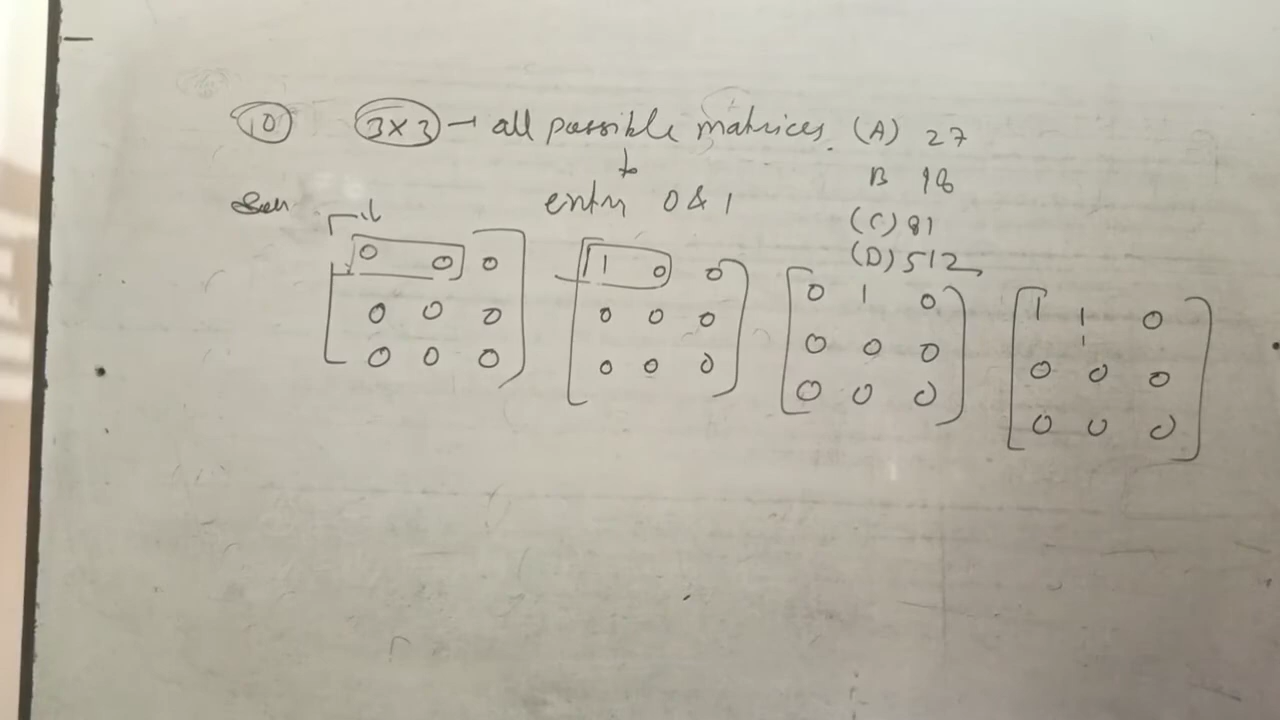 10 3×3 → all possible matrices. (A) 27
B 18
entry 0 & 1
(C) 81
(D) 512
0 0 0 1 0 0 0 1 0 1 1 0
0 0 0 0 0 0 0 0 0 0 0 0
0 0 0 0 0 0 0 0 0 0 0 0